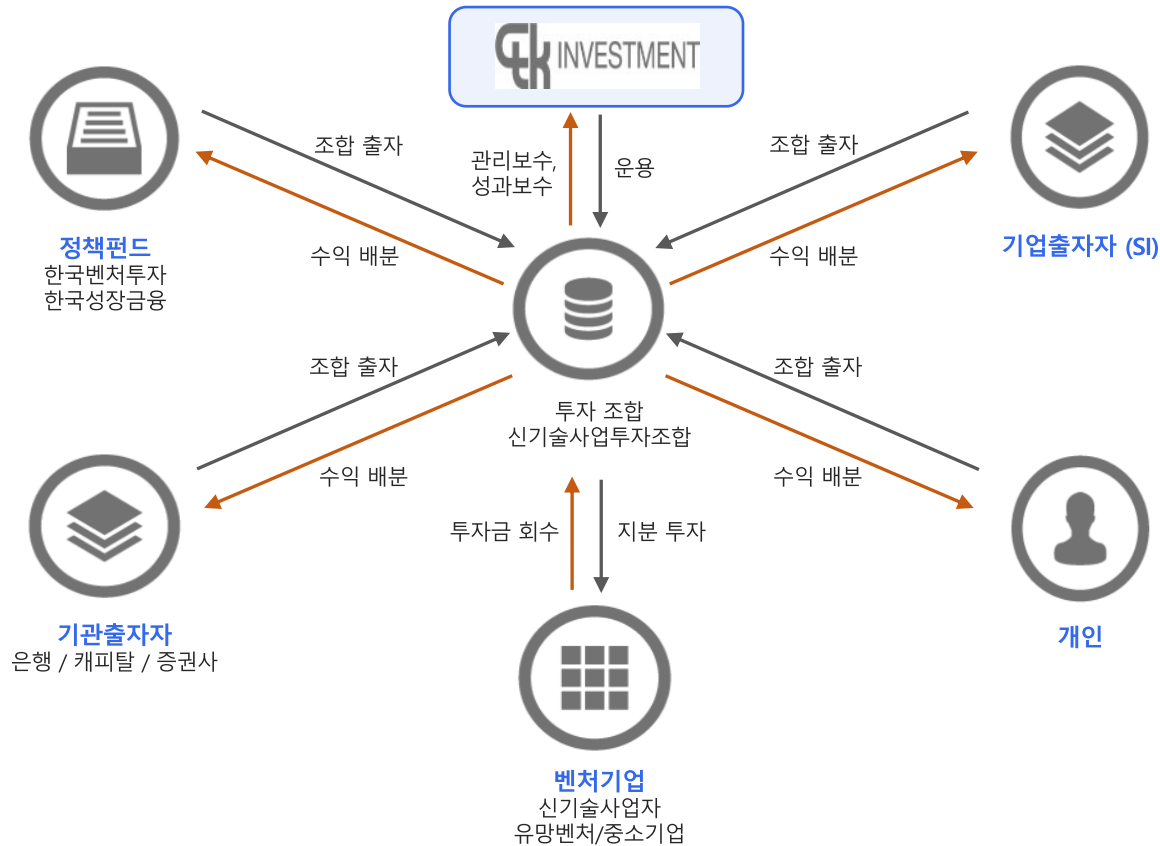 CTK INVESTMENT
조합 출자
관리보수,
성과보수
운용
조합 출자
수익 배분
수익 배분
정책펀드
한국벤처투자
한국성장금융
기업출자자 (SI)
조합 출자
조합 출자
투자 조합
신기술사업투자조합
수익 배분
수익 배분
투자금 회수
지분 투자
기관출자자
은행 / 캐피탈 / 증권사
개인
벤처기업
신기술사업자
유망벤처/중소기업